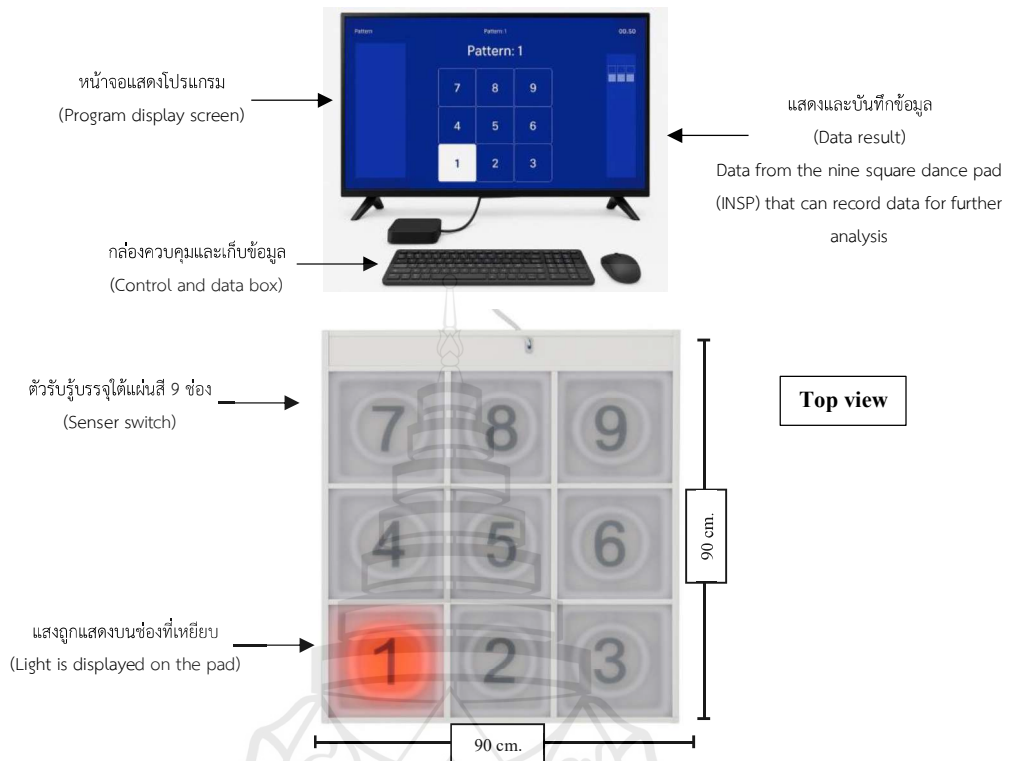 Pattern
Pattern 1
00.50
Pattern: 1
7 8 9
4 5 6
1 2 3
หน้าจอแสดงโปรแกรม
(Program display screen)
แสดงและบันทึกข้อมูล
(Data result)
Data from the nine square dance pad
(INSP) that can record data for further
analysis
กล่องควบคุมและเก็บข้อมูล
(Control and data box)
ตัวรับรู้บรรจุใต้แผ่นสี 9 ช่อง
(Senser switch)
Top view
7 8 9
4 5 6
1 2 3
90 cm.
แสงถูกแสดงบนช่องที่เหยียบ
(Light is displayed on the pad)
90 cm.